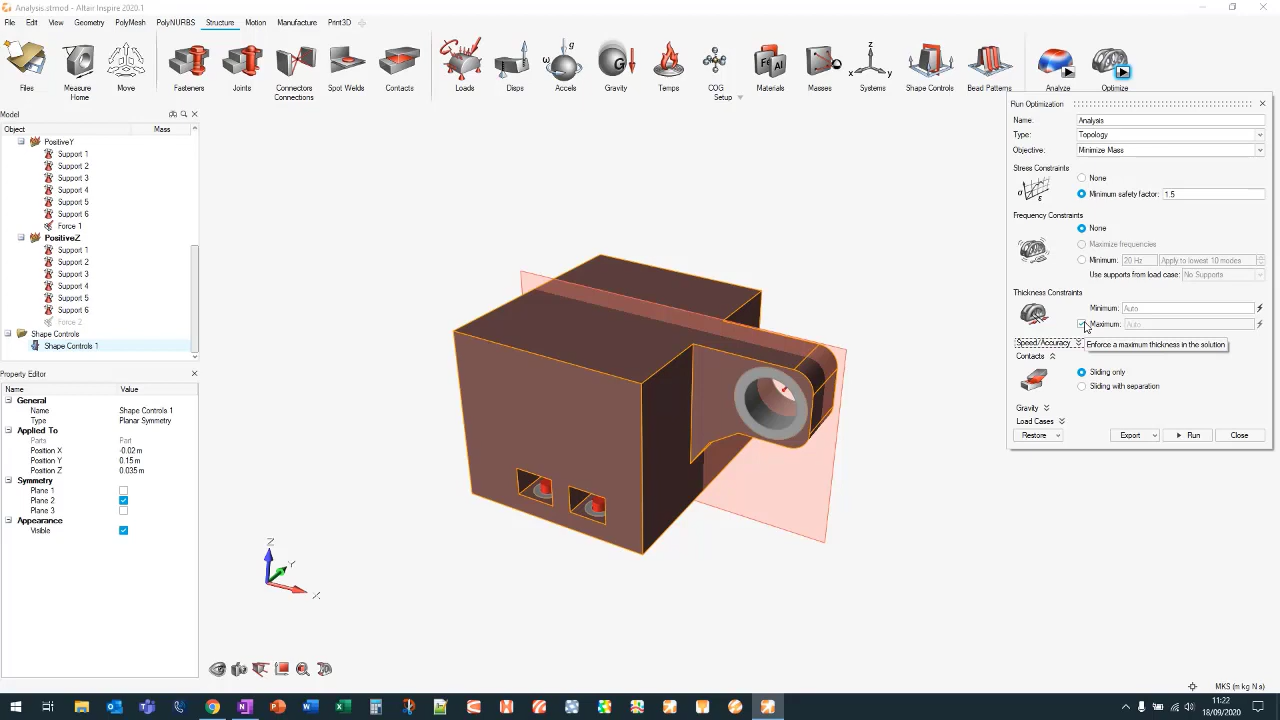 Analysis.stmod - Altair Inspire 2020.1
File Edit View Geometry PolyMesh PolyNURBS Structure Motion Manufacture Print3D
Files Measure Move Fasteners Joints Connectors Spot Welds Contacts Loads Disps Accels Gravity Temps COG Materials Masses Systems Shape Controls Bead Patterns Analyze Optimize
Home Connections Setup
Model
Object Mass
PositiveY
Support 1
Support 2
Support 3
Support 4
Support 5
Support 6
Force 1
PositiveZ
Support 1
Support 2
Support 3
Support 4
Support 5
Support 6
Force 2
Shape Controls
Shape Controls 1
Property Editor
Name Value
General
Name Shape Controls 1
Type Planar Symmetry
Applied To
Parts Part
Position X -0.02 m
Position Y 0.15 m
Position Z 0.035 m
Symmetry
Plane 1
Plane 2
Plane 3
Appearance
Visible
Z
Y
X
Run Optimization
Name: Analysis
Type: Topology
Objective: Minimize Mass
Stress Constraints
None
Minimum safety factor: 1.5
Frequency Constraints
None
Maximize frequencies
Minimum: 20 Hz Apply to lowest 10 modes
Use supports from load case: No Supports
Thickness Constraints
Minimum: Auto
Maximum: Auto
Speed/Accuracy
Enforce a maximum thickness in the solution
Contacts
Sliding only
Sliding with separation
Gravity
Load Cases
Restore Export Run Close
MKS (m kg N s)
11:22
18/09/2020